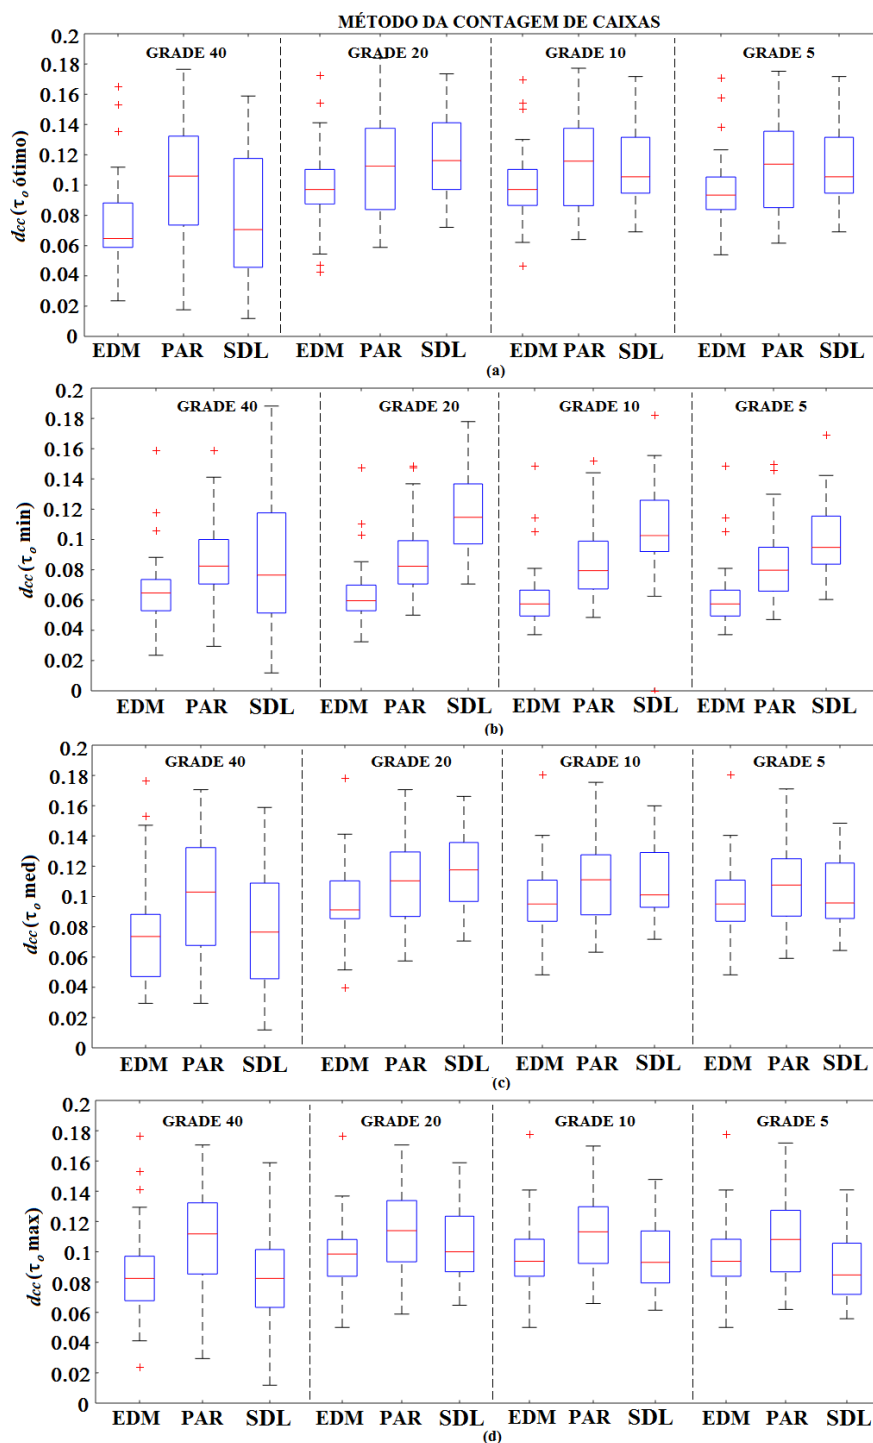 MÉTODO DA CONTAGEM DE CAIXAS
0.2
GRADE 40 GRADE 20 GRADE 10 GRADE 5
0.18
0.16
0.14
0.12
0.1
0.08
0.06
0.04
0.02
0
dcc (τo ótimo)
EDM PAR SDL EDM PAR SDL EDM PAR SDL EDM PAR SDL
(a)
0.2
GRADE 40 GRADE 20 GRADE 10 GRADE 5
0.18
0.16
0.14
0.12
0.1
0.08
0.06
0.04
0.02
0
dcc (τo min)
EDM PAR SDL EDM PAR SDL EDM PAR SDL EDM PAR SDL
(b)
0.2
GRADE 40 GRADE 20 GRADE 10 GRADE 5
0.18
0.16
0.14
0.12
0.1
0.08
0.06
0.04
0.02
0
dcc (τo med)
EDM PAR SDL EDM PAR SDL EDM PAR SDL EDM PAR SDL
(c)
0.2
GRADE 40 GRADE 20 GRADE 10 GRADE 5
0.18
0.16
0.14
0.12
0.1
0.08
0.06
0.04
0.02
0
dcc (τo max)
EDM PAR SDL EDM PAR SDL EDM PAR SDL EDM PAR SDL
(d)